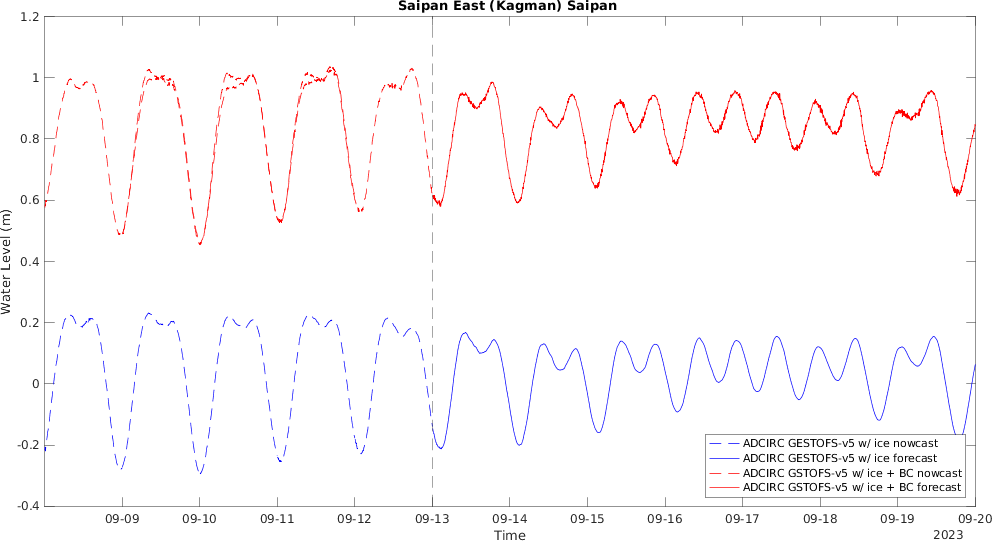 Saipan East (Kagman) Saipan
1.2
1
0.8
0.6
0.4
0.2
0
-0.2
-0.4
Water Level (m)
09-09 09-10 09-11 09-12 09-13 09-14 09-15 09-16 09-17 09-18 09-19 09-20
Time
2023
ADCIRC GESTOFS-v5 w/ ice nowcast
ADCIRC GESTOFS-v5 w/ ice forecast
ADCIRC GSTOFS-v5 w/ ice + BC nowcast
ADCIRC GSTOFS-v5 w/ ice + BC forecast